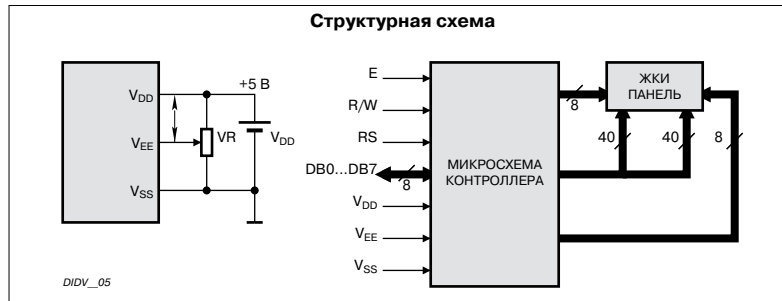 Структурная схема
+5 В
V_DD
V_EE
VR
V_DD
V_SS
DIDV__05
E
R/W
RS
DB0...DB7
8
V_DD
V_EE
V_SS
МИКРОСХЕМА
КОНТРОЛЛЕРА
8
ЖКИ
ПАНЕЛЬ
40
40
8